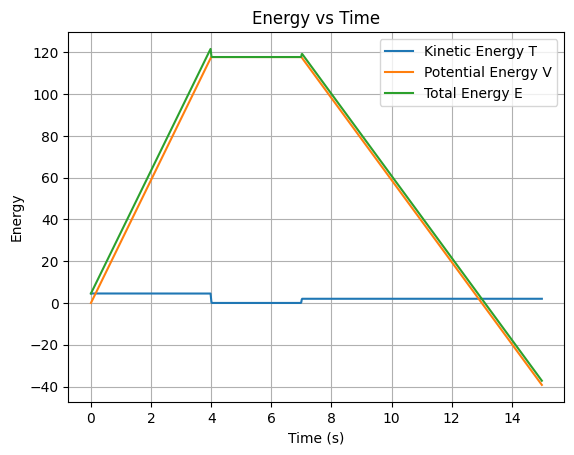 Energy vs Time
Kinetic Energy T
Potential Energy V
Total Energy E
120
100
80
60
40
20
0
−20
−40
Energy
0 2 4 6 8 10 12 14
Time (s)